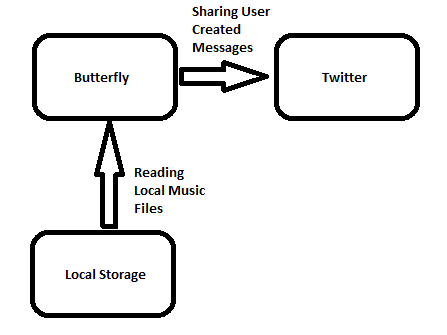 Sharing User
Created
Messages
Butterfly
Twitter
Reading
Local Music
Files
Local Storage